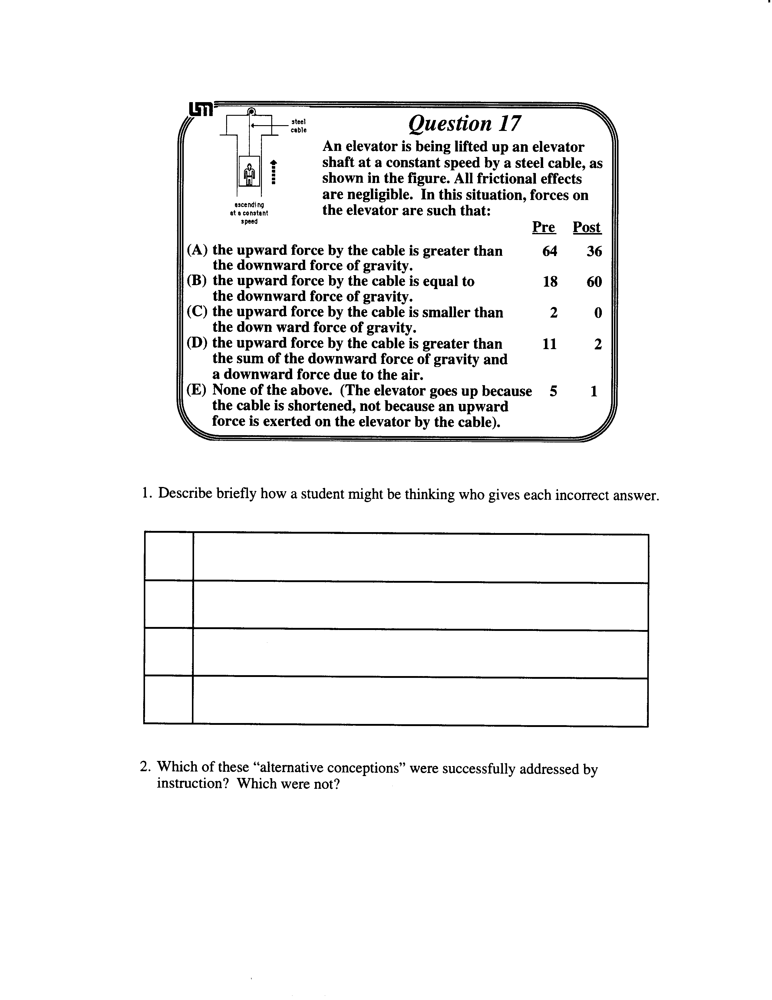 Lm
steel
cable
ascending
at a constant
speed
Question 17
An elevator is being lifted up an elevator
shaft at a constant speed by a steel cable, as
shown in the figure. All frictional effects
are negligible. In this situation, forces on
the elevator are such that:
Pre Post
(A) the upward force by the cable is greater than 64 36
the downward force of gravity.
(B) the upward force by the cable is equal to 18 60
the downward force of gravity.
(C) the upward force by the cable is smaller than 2 0
the down ward force of gravity.
(D) the upward force by the cable is greater than 11 2
the sum of the downward force of gravity and
a downward force due to the air.
(E) None of the above. (The elevator goes up because 5 1
the cable is shortened, not because an upward
force is exerted on the elevator by the cable).
1. Describe briefly how a student might be thinking who gives each incorrect answer.
2. Which of these “alternative conceptions” were successfully addressed by
instruction? Which were not?